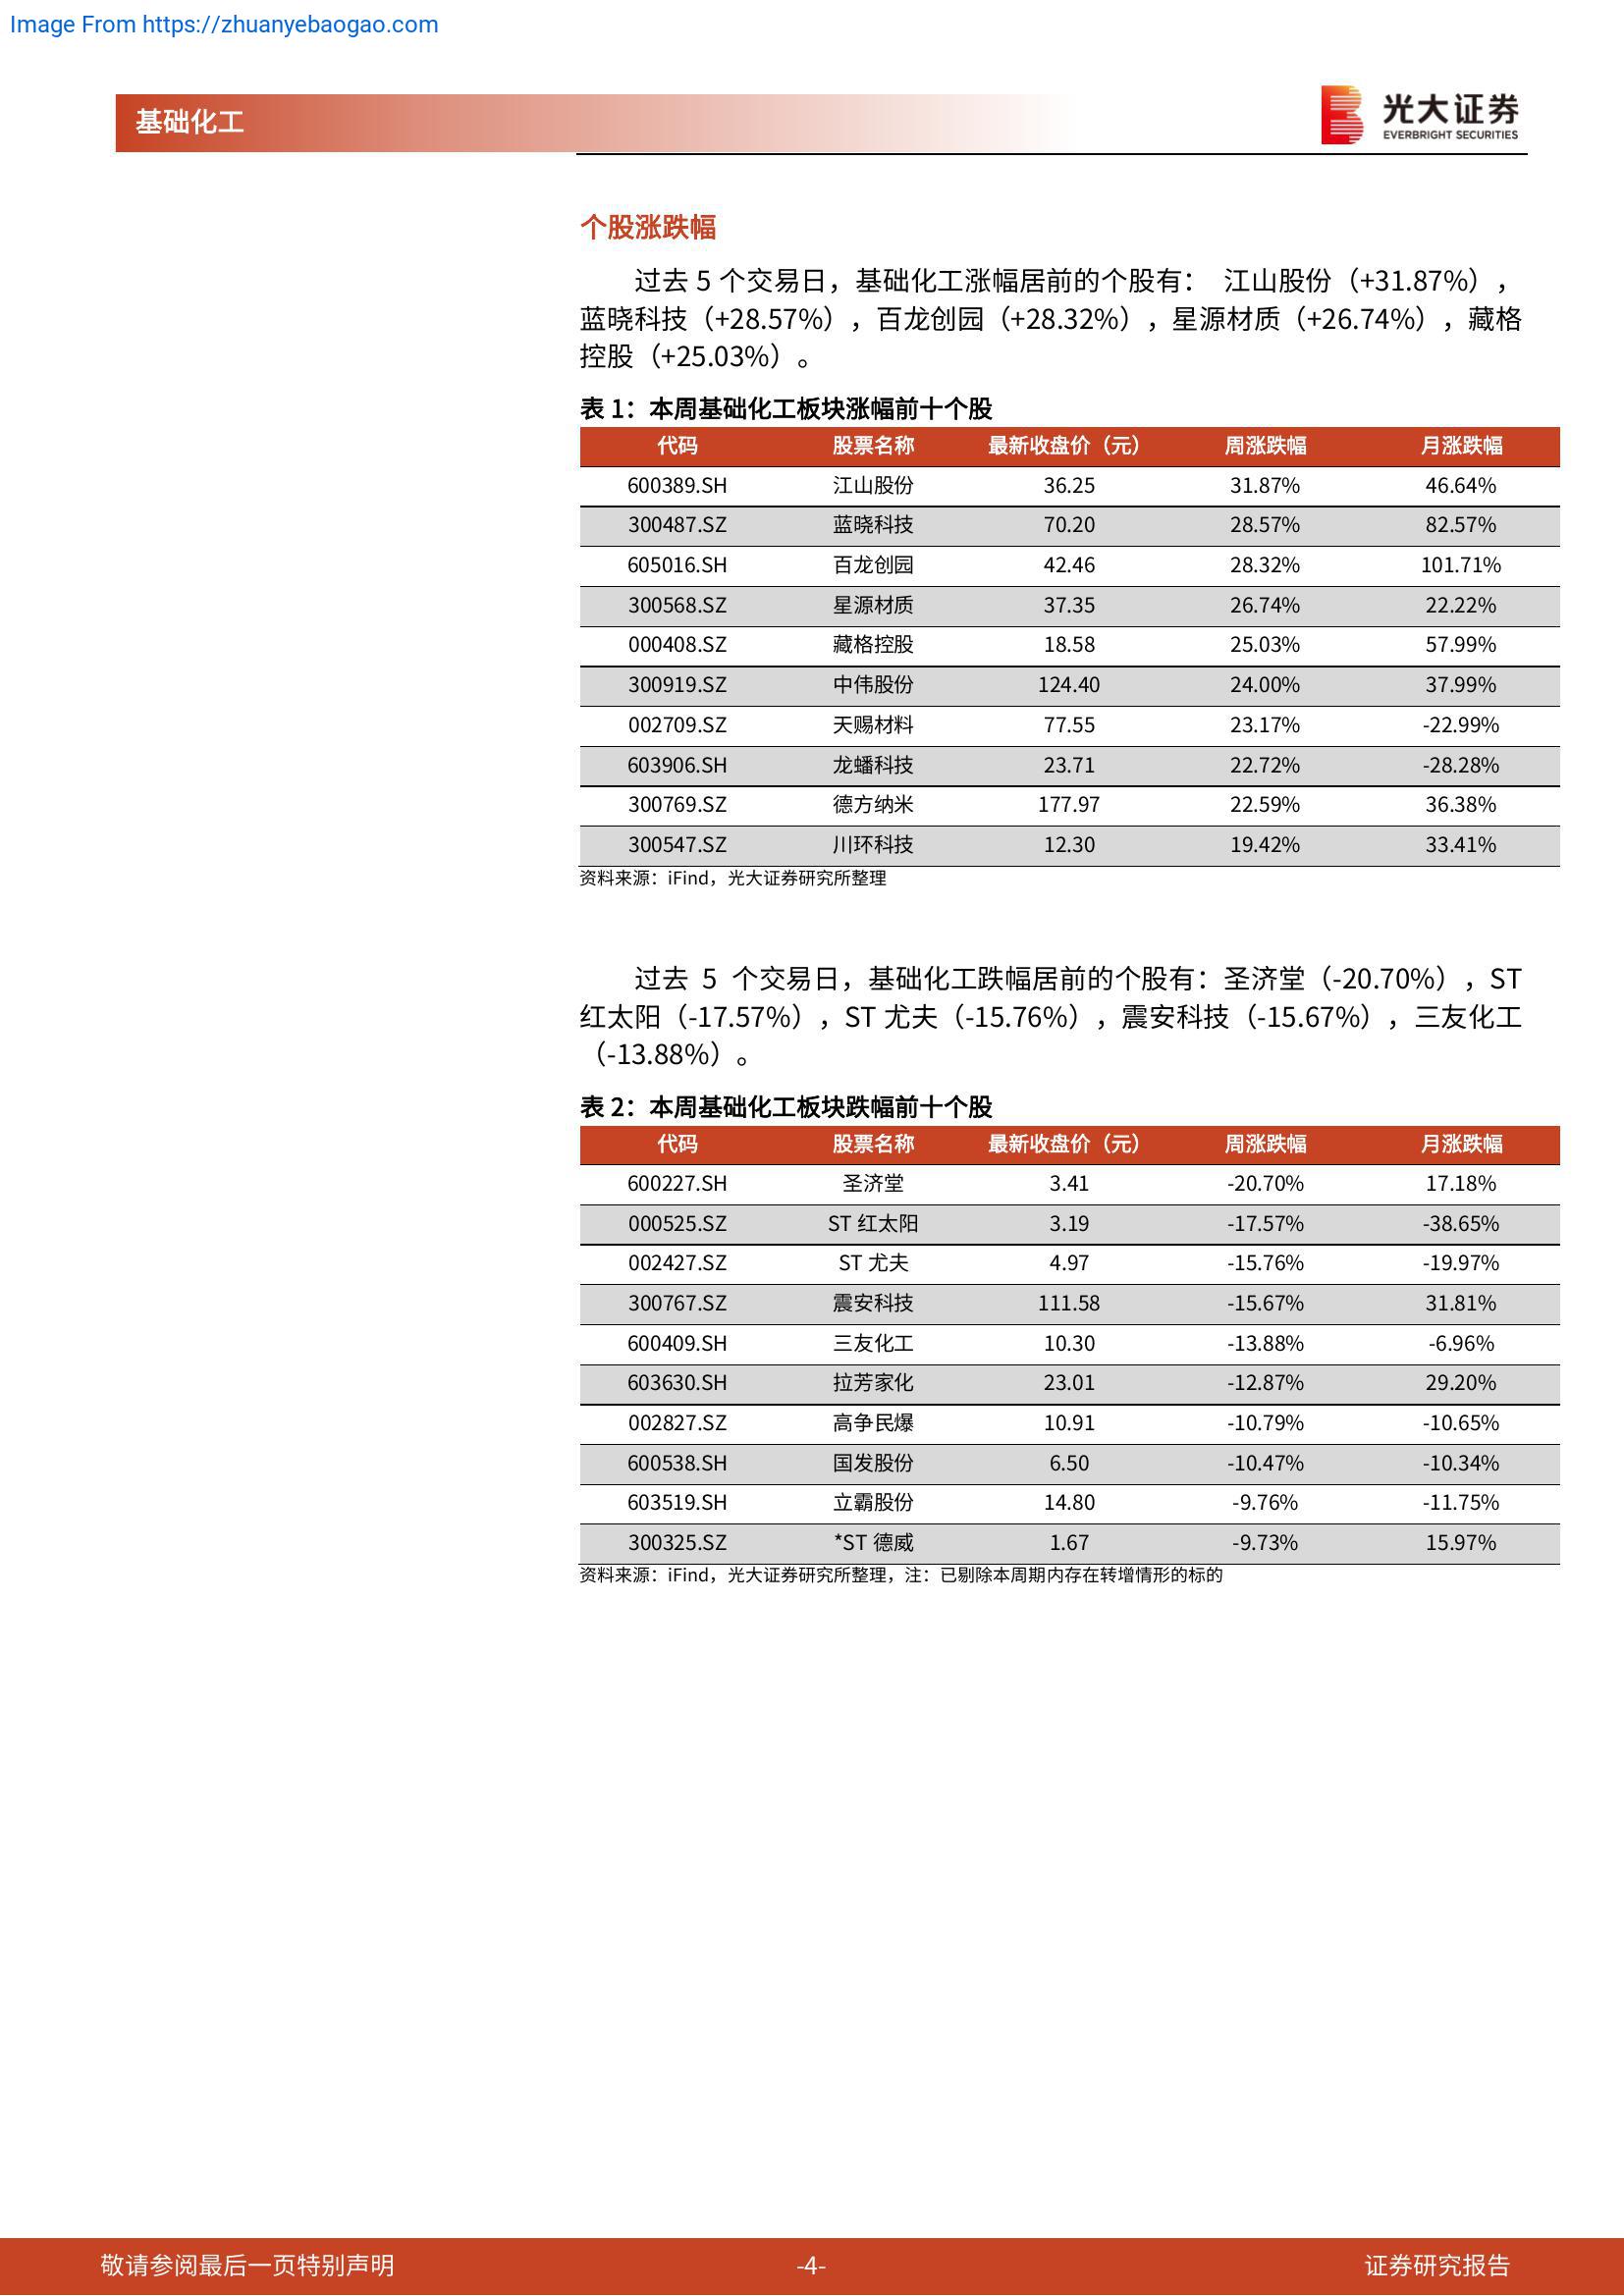 Image From https://zhuanyebaogao.com
基础化工
光大证券
EVERBRIGHT SECURITIES
个股涨跌幅
过去 5 个交易日，基础化工涨幅居前的个股有： 江山股份（+31.87%），
蓝晓科技（+28.57%），百龙创园（+28.32%），星源材质（+26.74%），藏格
控股（+25.03%）。
表 1：本周基础化工板块涨幅前十个股
代码 股票名称 最新收盘价（元） 周涨跌幅 月涨跌幅
600389.SH 江山股份 36.25 31.87% 46.64%
300487.SZ 蓝晓科技 70.20 28.57% 82.57%
605016.SH 百龙创园 42.46 28.32% 101.71%
300568.SZ 星源材质 37.35 26.74% 22.22%
000408.SZ 藏格控股 18.58 25.03% 57.99%
300919.SZ 中伟股份 124.40 24.00% 37.99%
002709.SZ 天赐材料 77.55 23.17% -22.99%
603906.SH 龙蟠科技 23.71 22.72% -28.28%
300769.SZ 德方纳米 177.97 22.59% 36.38%
300547.SZ 川环科技 12.30 19.42% 33.41%
资料来源：iFind，光大证券研究所整理
过去 5 个交易日，基础化工跌幅居前的个股有：圣济堂（-20.70%），ST
红太阳（-17.57%），ST 尤夫（-15.76%），震安科技（-15.67%），三友化工
（-13.88%）。
表 2：本周基础化工板块跌幅前十个股
代码 股票名称 最新收盘价（元） 周涨跌幅 月涨跌幅
600227.SH 圣济堂 3.41 -20.70% 17.18%
000525.SZ ST 红太阳 3.19 -17.57% -38.65%
002427.SZ ST 尤夫 4.97 -15.76% -19.97%
300767.SZ 震安科技 111.58 -15.67% 31.81%
600409.SH 三友化工 10.30 -13.88% -6.96%
603630.SH 拉芳家化 23.01 -12.87% 29.20%
002827.SZ 高争民爆 10.91 -10.79% -10.65%
600538.SH 国发股份 6.50 -10.47% -10.34%
603519.SH 立霸股份 14.80 -9.76% -11.75%
300325.SZ *ST 德威 1.67 -9.73% 15.97%
资料来源：iFind，光大证券研究所整理，注：已剔除本周期内存在转增情形的标的
敬请参阅最后一页特别声明 -4- 证券研究报告